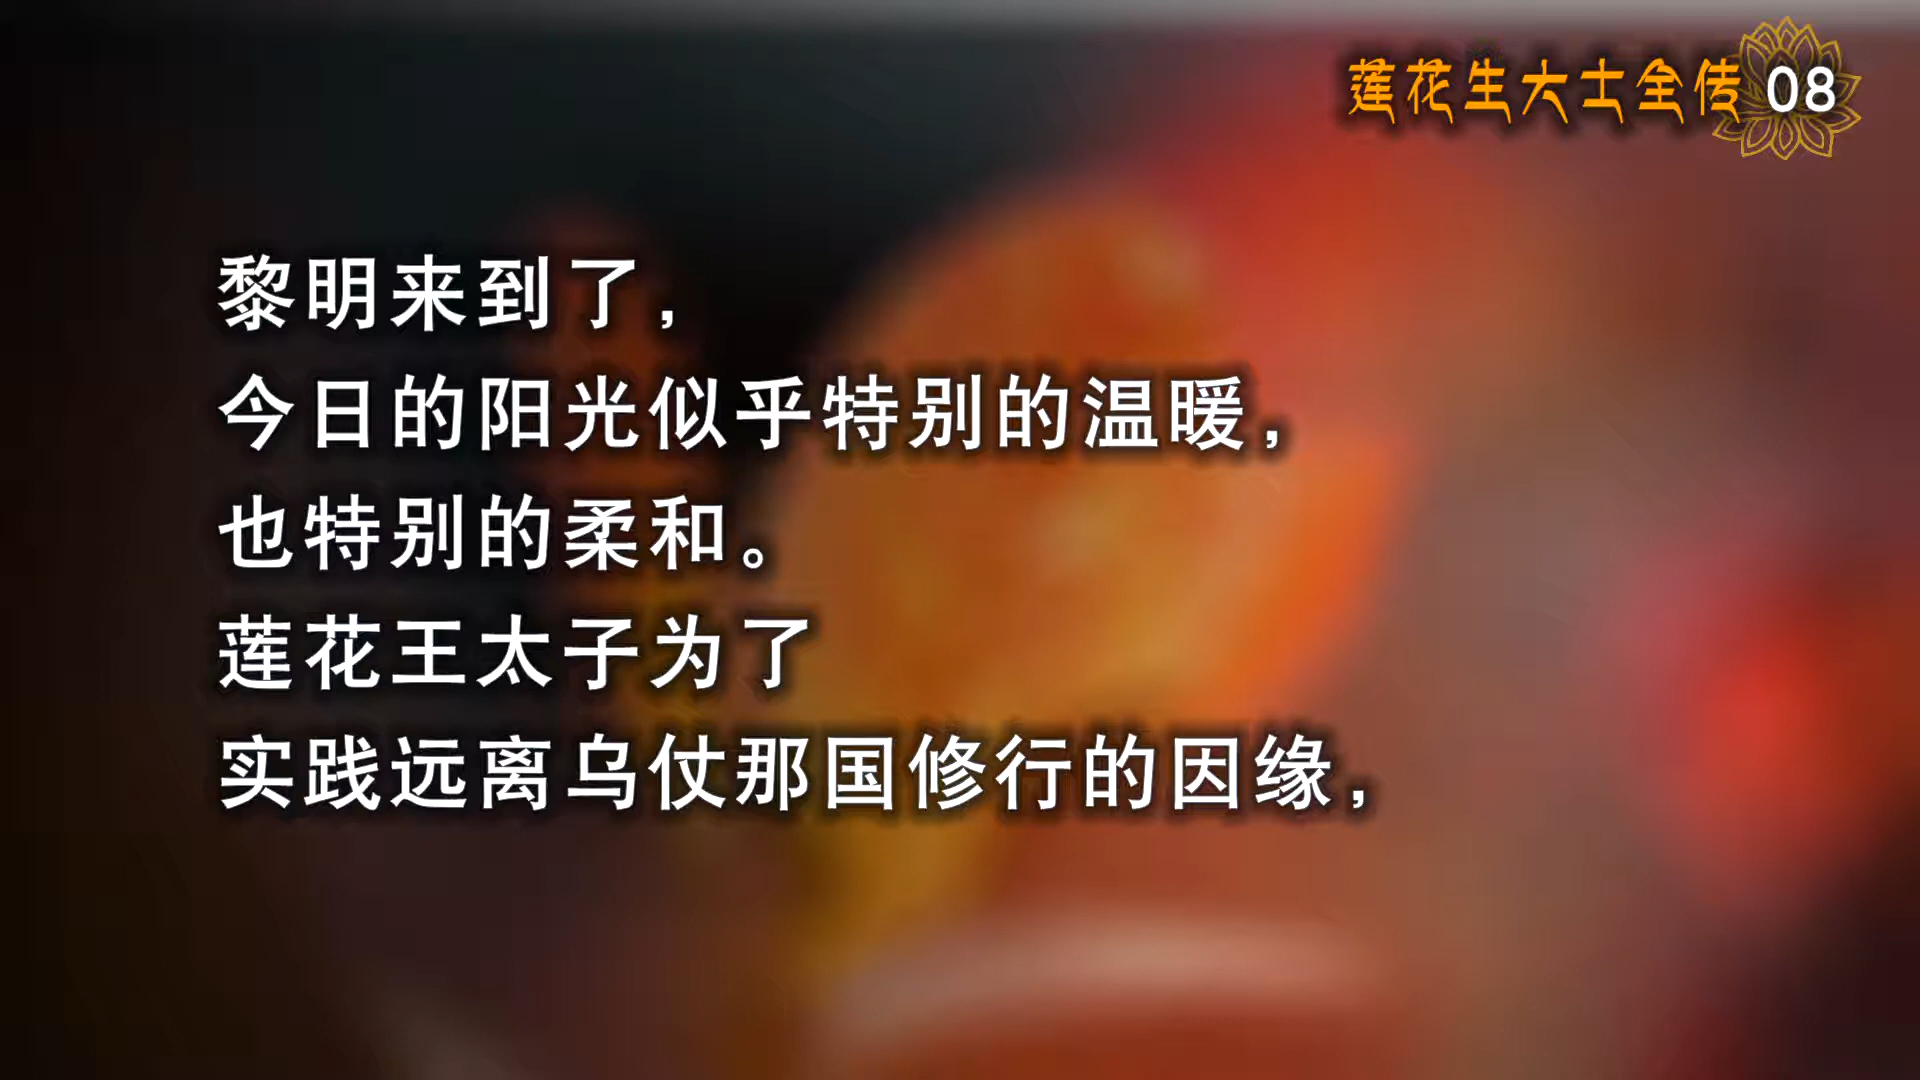 莲花生大士全传 08
黎明来到了，
今日的阳光似乎特别的温暖，
也特别的柔和。
莲花王太子为了
实践远离乌仗那国修行的因缘，